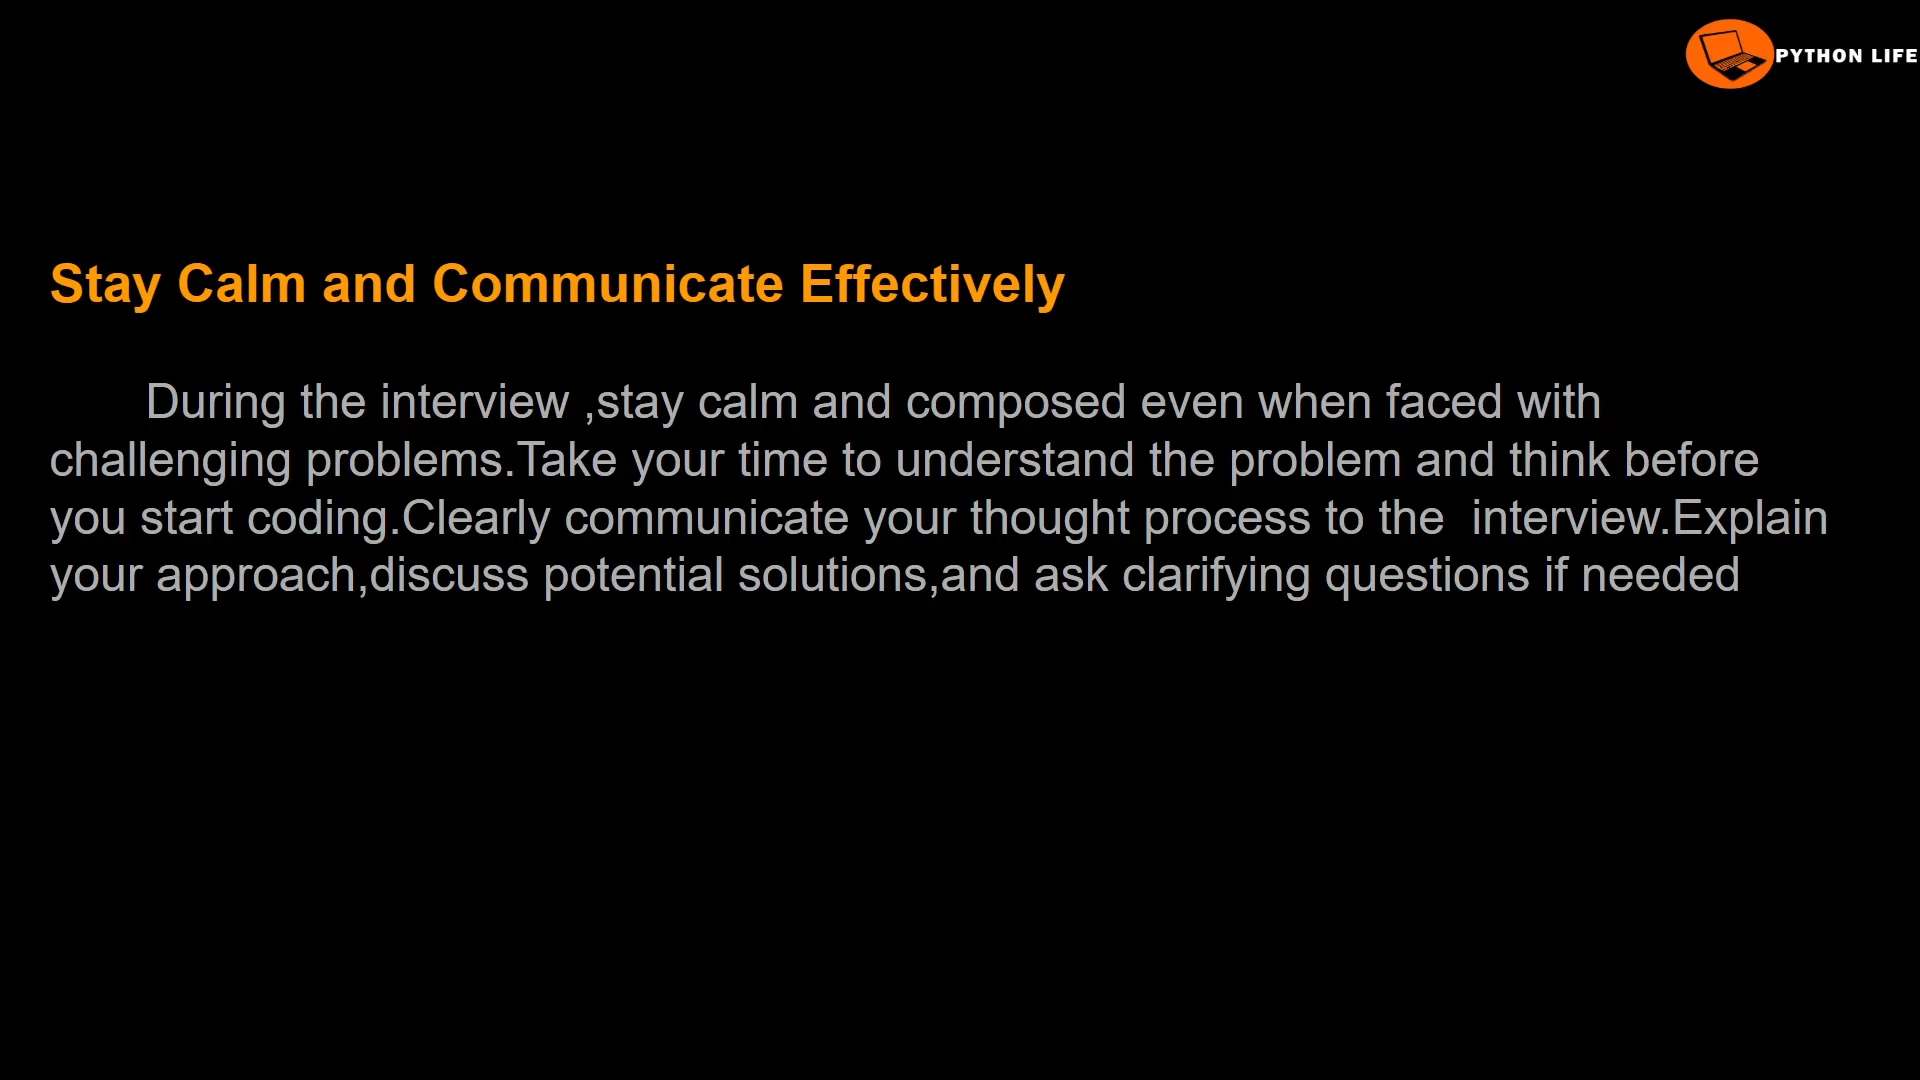 PYTHON LIFE
Stay Calm and Communicate Effectively
During the interview ,stay calm and composed even when faced with
challenging problems.Take your time to understand the problem and think before
you start coding.Clearly communicate your thought process to the  interview.Explain
your approach,discuss potential solutions,and ask clarifying questions if needed